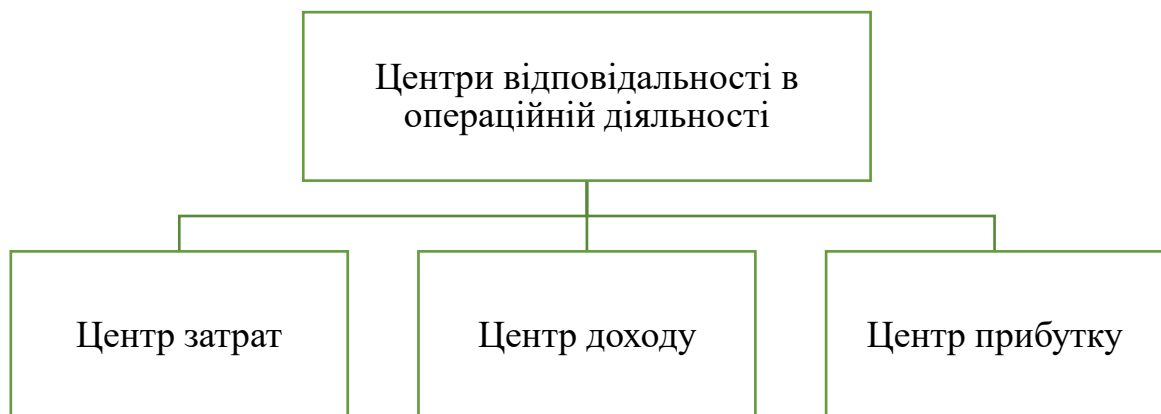 Центри відповідальності в
операційній діяльності
Центр затрат
Центр доходу
Центр прибутку